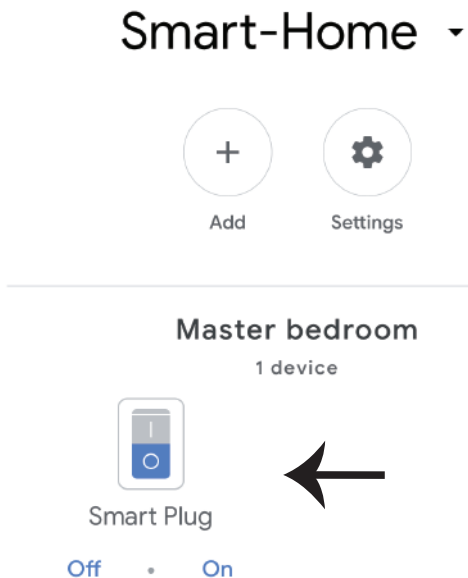 Smart-Home
Add Settings
Master bedroom
1 device
Smart Plug
Off • On